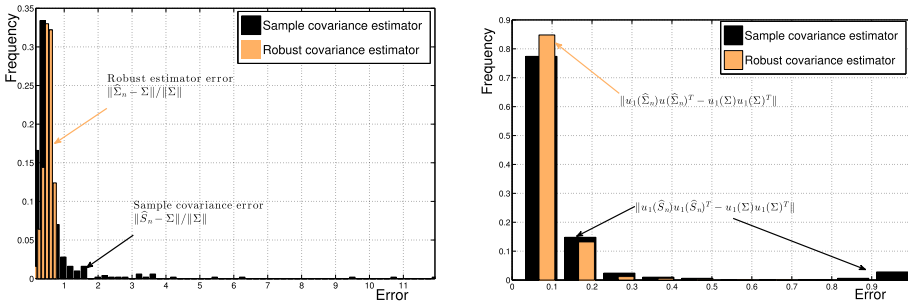 Frequency
0.35
0.3
0.25
0.2
0.15
0.1
0.05
0
1
2
3
4
5
6
7
8
9
10
11
Error
Sample covariance estimator
Robust covariance estimator
Robust estimator error
‖Σ̂ₙ − Σ‖/‖Σ‖
Sample covariance error
‖Ŝₙ − Σ‖/‖Σ‖
Frequency
0.9
0.8
0.7
0.6
0.5
0.4
0.3
0.2
0.1
0
0
0.1
0.2
0.3
0.4
0.5
0.6
0.7
0.8
0.9
Error
Sample covariance estimator
Robust covariance estimator
‖u₁(Σ̂ₙ)u(Σ̂ₙ)ᵀ − u₁(Σ)u₁(Σ)ᵀ‖
‖u₁(Ŝₙ)u₁(Ŝₙ)ᵀ − u₁(Σ)u₁(Σ)ᵀ‖